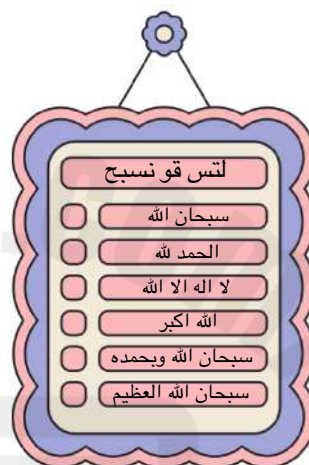 لتس قو نسبح
سبحان الله
الحمد لله
لا اله الا الله
الله اكبر
سبحان الله وبحمده
سبحان الله العظيم